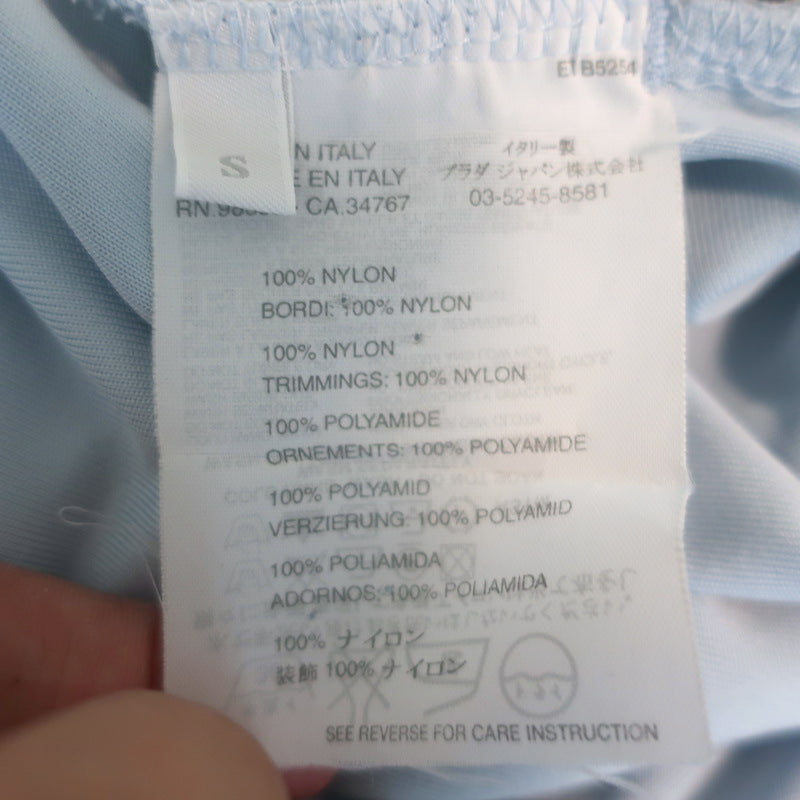 ETB5254
S
N ITALY
E EN ITALY
CA.34767
イタリー製
プラダ ジャパン株式会社
03-5245-8581
100% NYLON
BORDI: 100% NYLON
100% NYLON
TRIMMINGS: 100% NYLON
100% POLYAMIDE
ORNEMENTS: 100% POLYAMIDE
100% POLYAMID
VERZIERUNG: 100% POLYAMID
100% POLIAMIDA
ADORNOS: 100% POLIAMIDA
100% ナイロン
装飾 100% ナイロン
SEE REVERSE FOR CARE INSTRUCTION